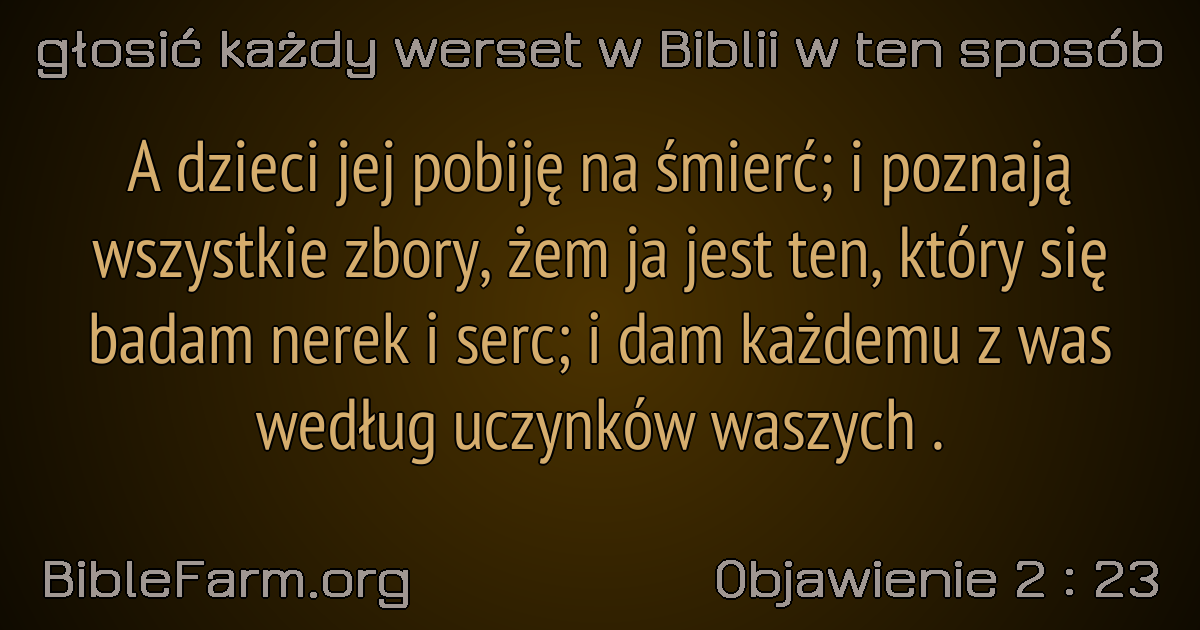 głosić każdy werset w Biblii w ten sposób
A dzieci jej pobiję na śmierć; i poznają
wszystkie zbory, żem ja jest ten, który się
badam nerek i serc; i dam każdemu z was
według uczynków waszych .
BibleFarm.org
Objawienie 2 : 23